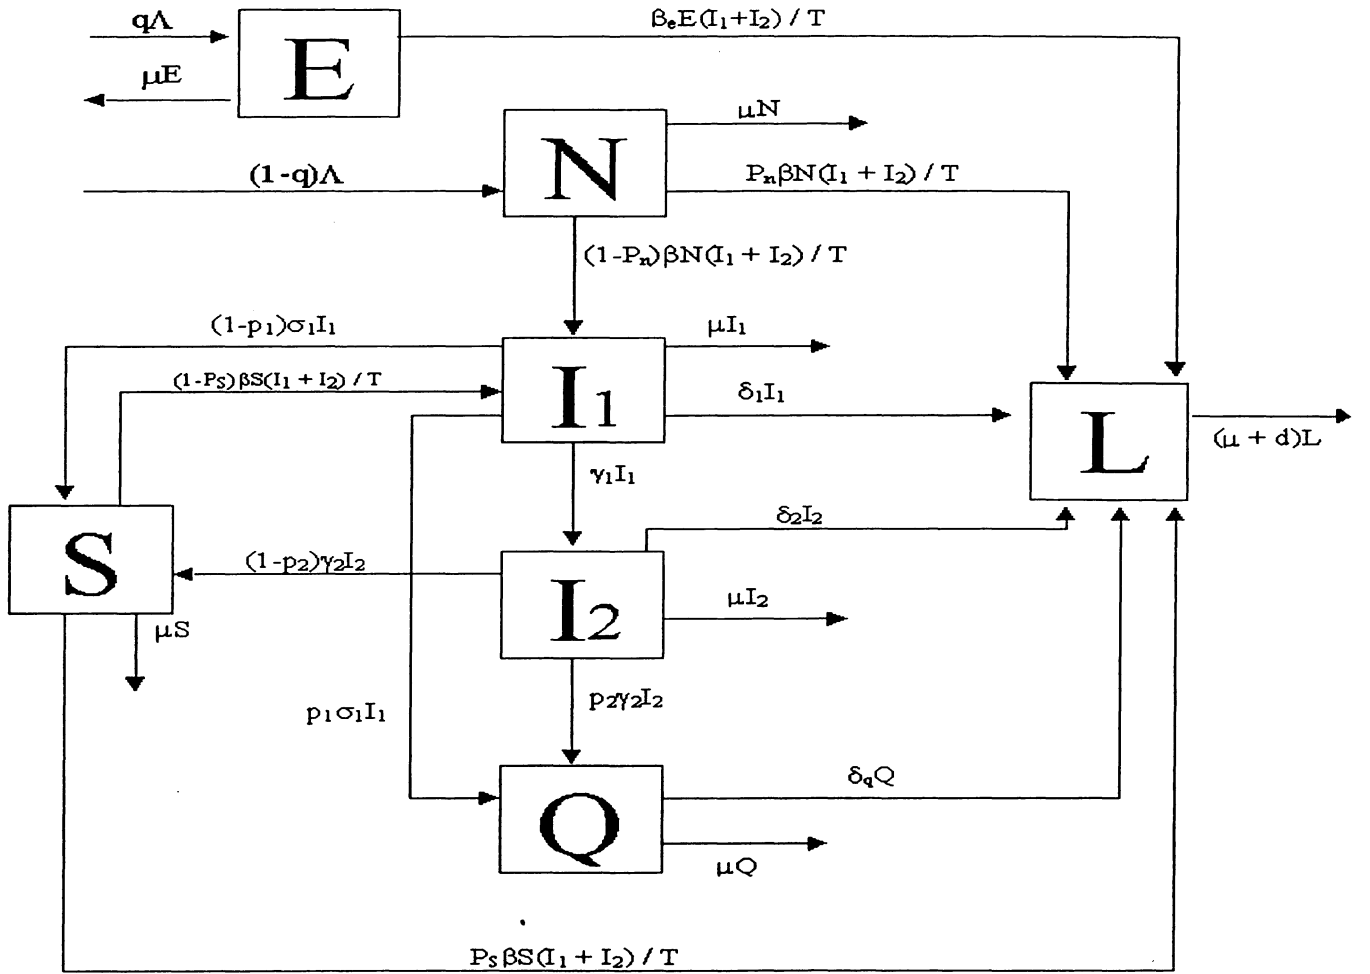 qΛ
βₑE(I₁+I₂) / T
E
μE
μN
N
(1-q)Λ
PₙβN(I₁ + I₂) / T
(1-Pₙ)βN(I₁ + I₂) / T
(1-p₁)σ₁I₁
μI₁
(1-Pₛ)βS(I₁ + I₂) / T
I₁
δ₁I₁
L
(μ + d)L
γ₁I₁
δ₂I₂
S
(1-p₂)γ₂I₂
I₂
μI₂
μS
p₁σ₁I₁
p₂γ₂I₂
δqQ
Q
μQ
PₛβS(I₁ + I₂) / T